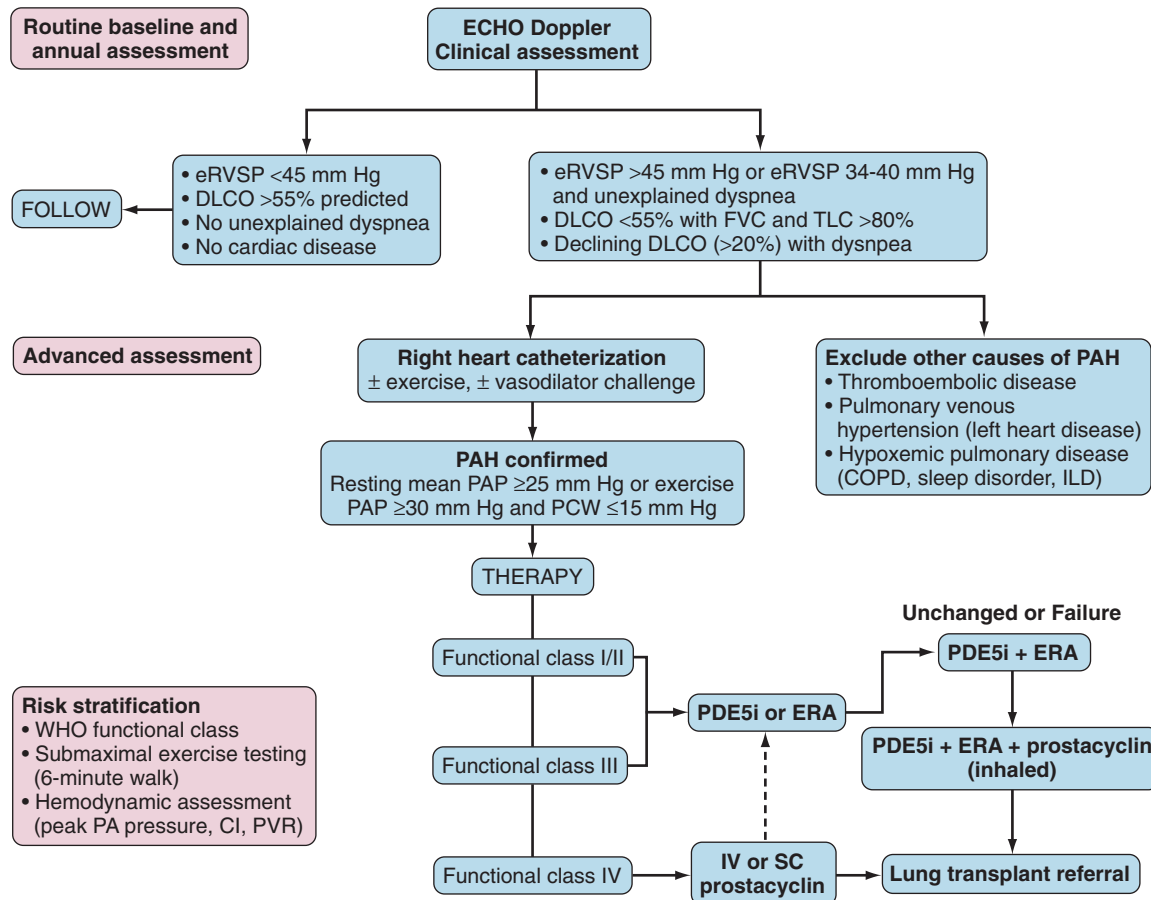 Routine baseline and
annual assessment
ECHO Doppler
Clinical assessment
FOLLOW
• eRVSP <45 mm Hg
• DLCO >55% predicted
• No unexplained dyspnea
• No cardiac disease
• eRVSP >45 mm Hg or eRVSP 34-40 mm Hg
and unexplained dyspnea
• DLCO <55% with FVC and TLC >80%
• Declining DLCO (>20%) with dysnpea
Advanced assessment
Right heart catheterization
± exercise, ± vasodilator challenge
Exclude other causes of PAH
• Thromboembolic disease
• Pulmonary venous
hypertension (left heart disease)
• Hypoxemic pulmonary disease
(COPD, sleep disorder, ILD)
PAH confirmed
Resting mean PAP ≥25 mm Hg or exercise
PAP ≥30 mm Hg and PCW ≤15 mm Hg
THERAPY
Functional class I/II
Functional class III
Functional class IV
PDE5i or ERA
IV or SC
prostacyclin
Unchanged or Failure
PDE5i + ERA
PDE5i + ERA + prostacyclin
(inhaled)
Lung transplant referral
Risk stratification
• WHO functional class
• Submaximal exercise testing
(6-minute walk)
• Hemodynamic assessment
(peak PA pressure, CI, PVR)